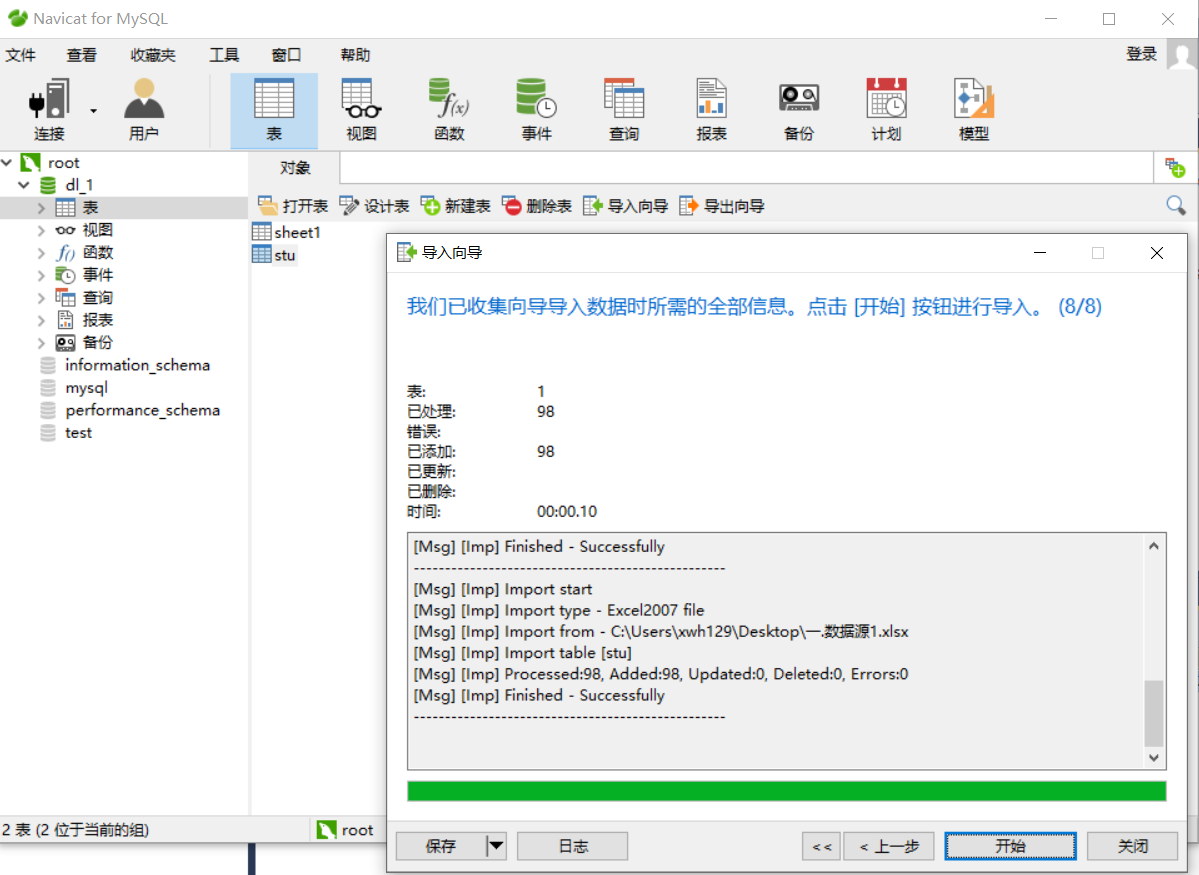 Navicat for MySQL
文件 查看 收藏夹 工具 窗口 帮助 登录
连接 用户 表 视图 函数 事件 查询 报表 备份 计划 模型
root
dl_1
表
视图
函数
事件
查询
报表
备份
information_schema
mysql
performance_schema
test
对象
打开表 设计表 新建表 删除表 导入向导 导出向导
sheet1
stu
导入向导
我们已收集向导导入数据时所需的全部信息。点击 [开始] 按钮进行导入。 (8/8)
表: 1
已处理: 98
错误:
已添加: 98
已更新:
已删除:
时间: 00:00.10
[Msg] [Imp] Finished - Successfully
--------------------------------------------------
[Msg] [Imp] Import start
[Msg] [Imp] Import type - Excel2007 file
[Msg] [Imp] Import from - C:\Users\xwh129\Desktop\一.数据源1.xlsx
[Msg] [Imp] Import table [stu]
[Msg] [Imp] Processed:98, Added:98, Updated:0, Deleted:0, Errors:0
[Msg] [Imp] Finished - Successfully
--------------------------------------------------
保存 日志 << < 上一步 开始 关闭
2 表 (2 位于当前的组) root